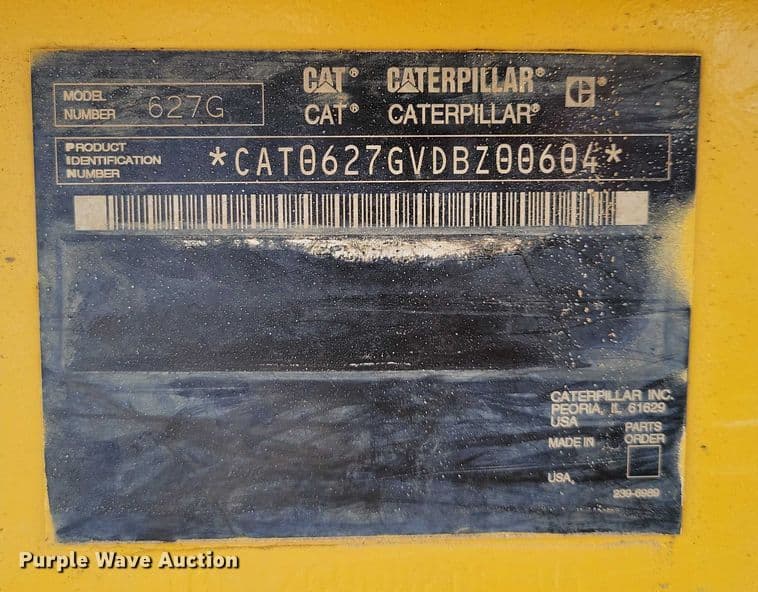 CAT® CATERPILLAR®
CAT® CATERPILLAR®
MODEL
NUMBER 627G
PRODUCT
IDENTIFICATION
NUMBER
*CAT0627GVDBZ00604*
CATERPILLAR INC.
PEORIA, IL 61629
USA
MADE IN
USA
PARTS
ORDER
239-6989
Purple Wave Auction